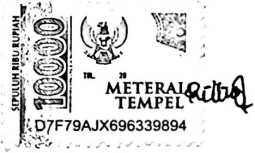 SEPULUH RIBU RUPIAH
10000
TGL. 20
METERAI
TEMPEL
D7F79AJX696339894